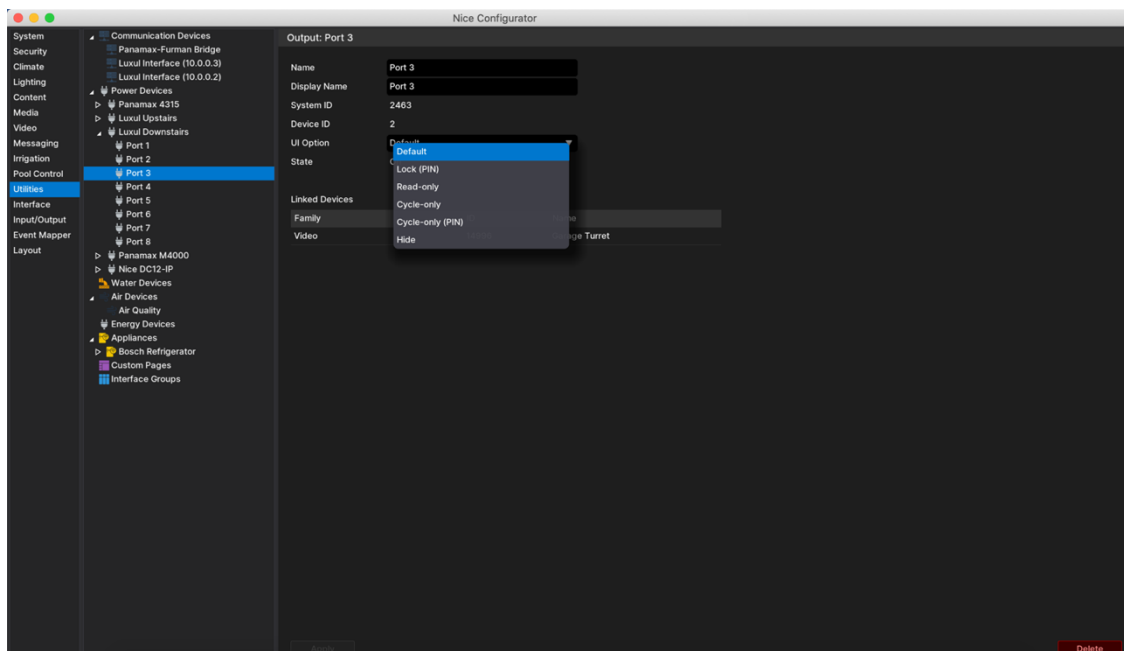 Nice Configurator
System
Security
Climate
Lighting
Content
Media
Video
Messaging
Irrigation
Pool Control
Utilities
Interface
Input/Output
Event Mapper
Layout
Communication Devices
Panamax-Furman Bridge
Luxul Interface (10.0.0.3)
Luxul Interface (10.0.0.2)
Power Devices
Panamax 4315
Luxul Upstairs
Luxul Downstairs
Port 1
Port 2
Port 3
Port 4
Port 5
Port 6
Port 7
Port 8
Panamax M4000
Nice DC12-IP
Water Devices
Air Devices
Air Quality
Energy Devices
Appliances
Bosch Refrigerator
Custom Pages
Interface Groups
Output: Port 3
Name Port 3
Display Name Port 3
System ID 2463
Device ID 2
UI Option Default
State
Default
Lock (PIN)
Read-only
Cycle-only
Cycle-only (PIN)
Hide
Linked Devices
Family
Video Turret
Apply
Delete